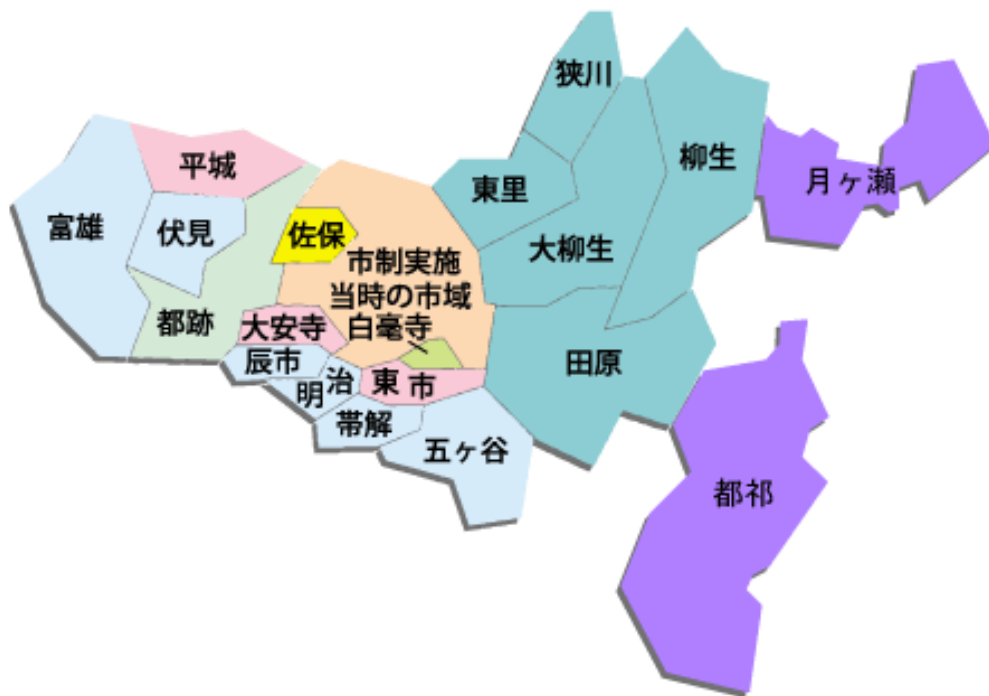 狭川
平城
柳生
月ヶ瀬
東里
富雄
伏見
佐保
大柳生
市制実施
当時の市域
白毫寺
都跡
大安寺
辰市
明治
東市
田原
帯解
五ヶ谷
都祁